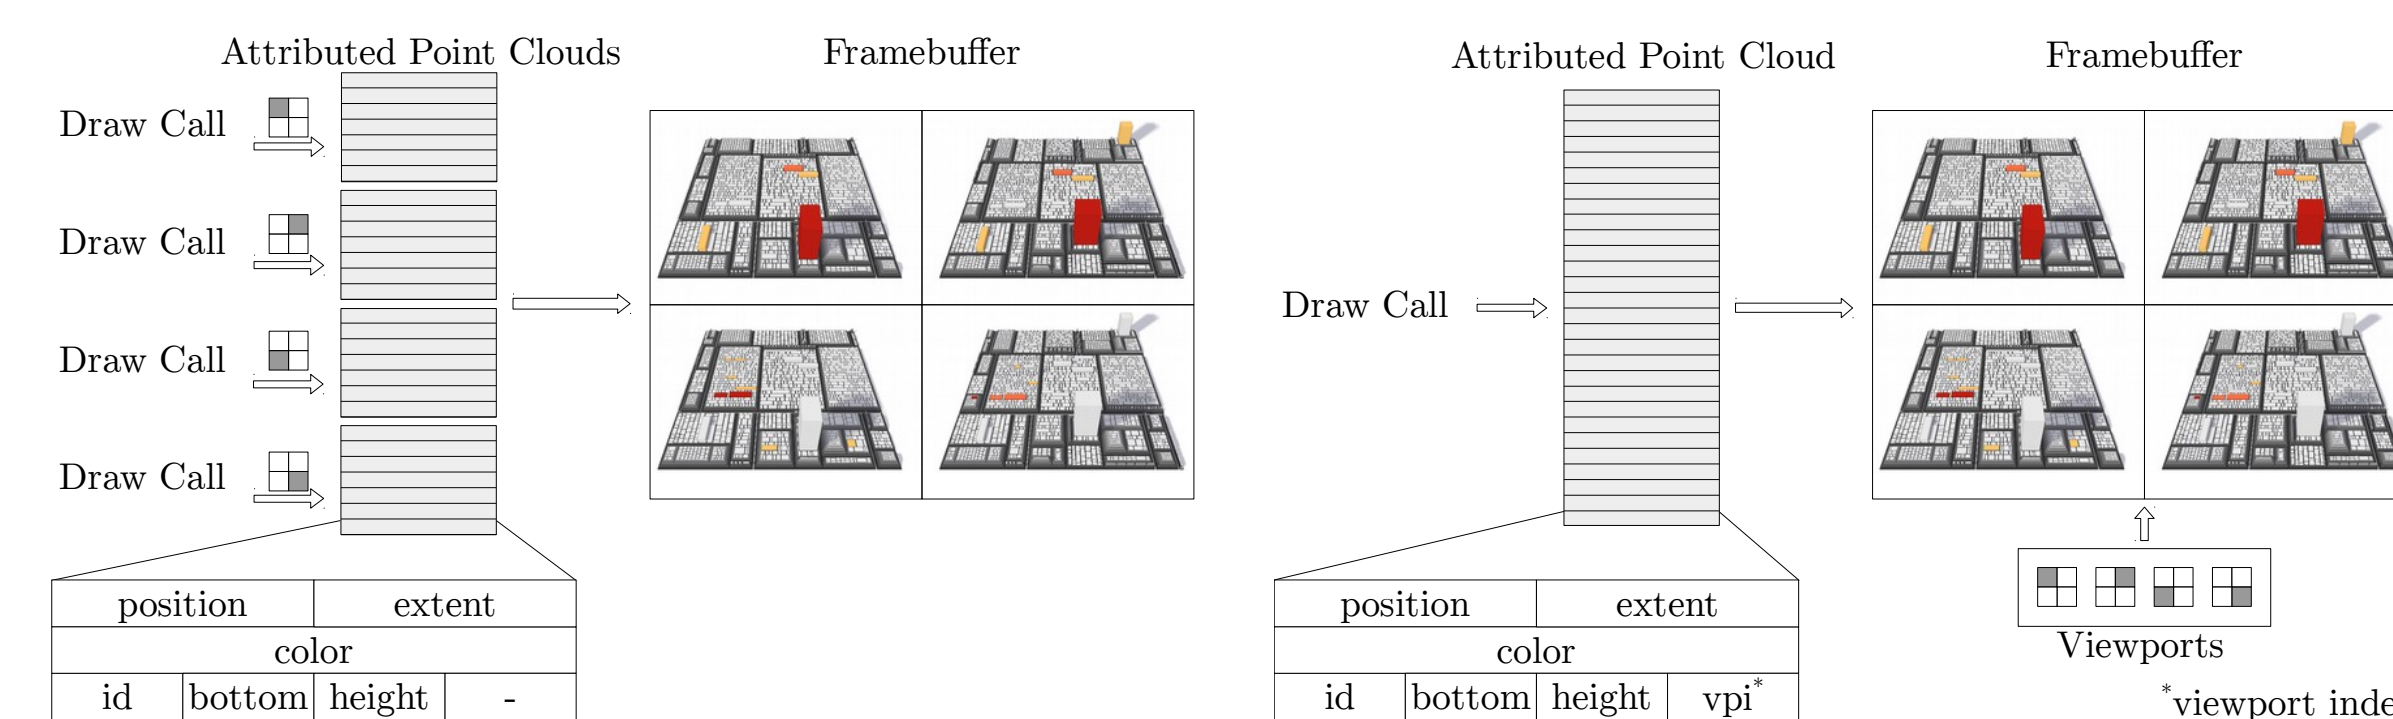 Attributed Point Clouds
Framebuffer
Draw Call
Draw Call
Draw Call
Draw Call
position extent
color
id bottom height -
Attributed Point Cloud
Framebuffer
Draw Call
position extent
color
id bottom height vpi*
Viewports
*viewport inde